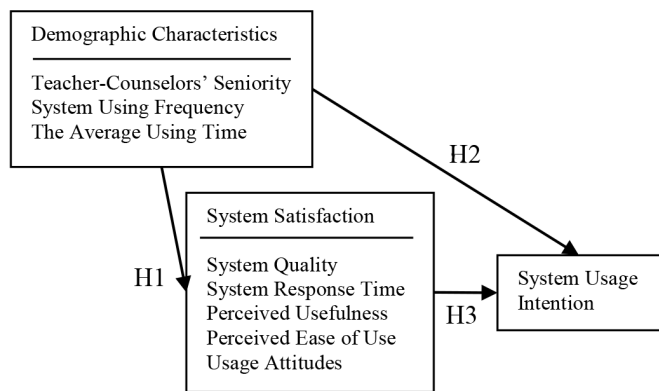 Demographic Characteristics
Teacher-Counselors’ Seniority
System Using Frequency
The Average Using Time
H2
H1
System Satisfaction
System Quality
System Response Time
Perceived Usefulness
Perceived Ease of Use
Usage Attitudes
H3
System Usage
Intention